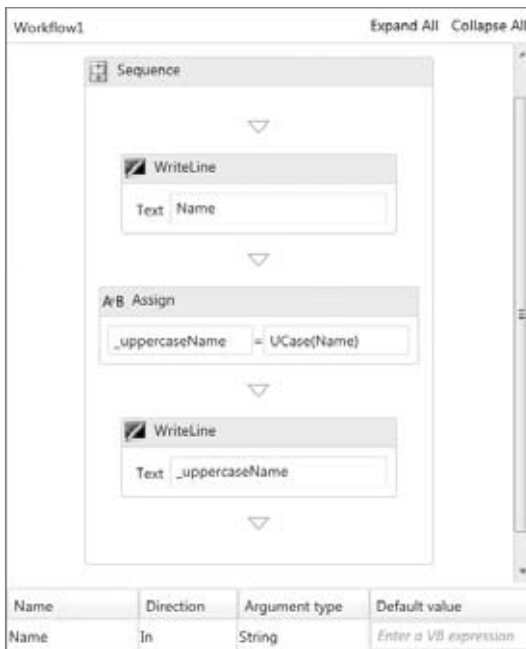 Workflow1 Expand All Collapse All
Sequence
WriteLine
Text Name
A+B Assign
_uppercaseName = UCase(Name)
WriteLine
Text _uppercaseName
Name Direction Argument type Default value
Name In String Enter a VB expression